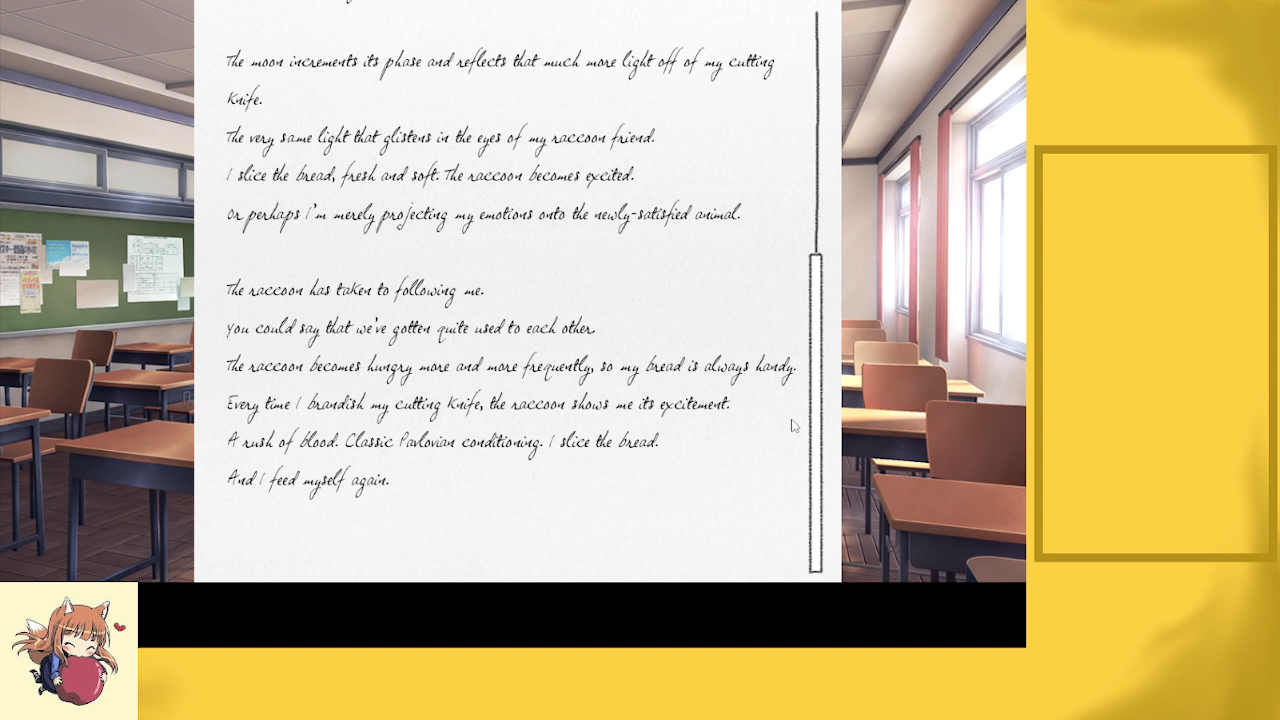 The moon increments its phase and reflects that much more light off of my cutting
knife.
The very same light that glistens in the eyes of my raccoon friend.
I slice the bread, fresh and soft. The raccoon becomes excited.
Or perhaps I'm merely projecting my emotions onto the newly-satisfied animal.
The raccoon has taken to following me.
You could say that we've gotten quite used to each other.
The raccoon becomes hungry more and more frequently, so my bread is always handy.
Every time I brandish my cutting knife, the raccoon shows me its excitement.
A rush of blood. Classic Pavlovian conditioning. I slice the bread.
And I feed myself again.